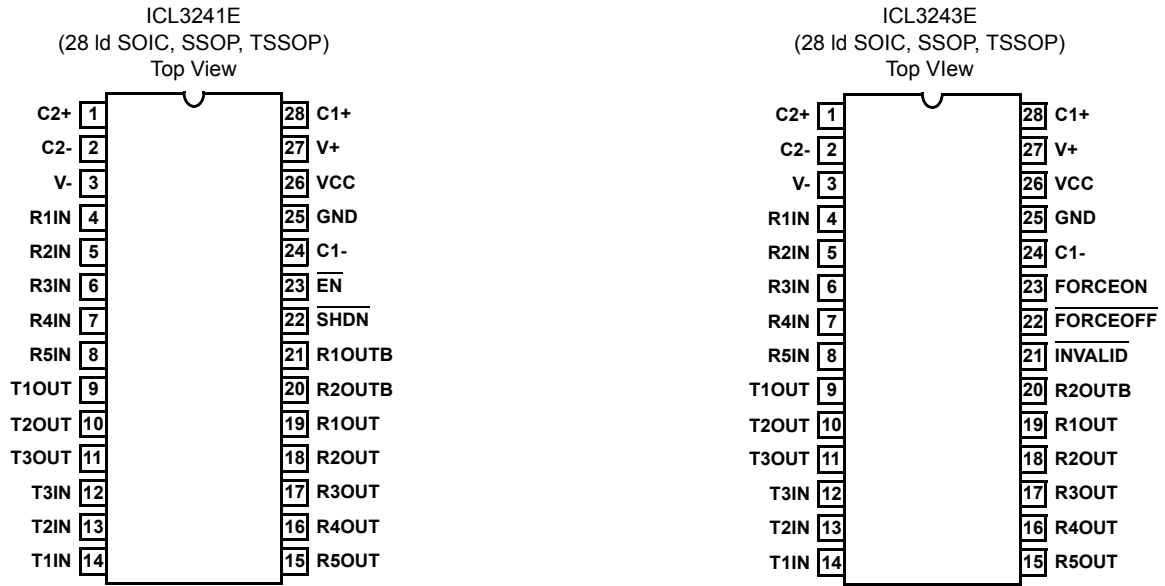 ICL3241E
(28 ld SOIC, SSOP, TSSOP)
Top View
C2+ 1 28 C1+
C2- 2 27 V+
V- 3 26 VCC
R1IN 4 25 GND
R2IN 5 24 C1-
R3IN 6 23 EN
R4IN 7 22 SHDN
R5IN 8 21 R1OUTB
T1OUT 9 20 R2OUTB
T2OUT 10 19 R1OUT
T3OUT 11 18 R2OUT
T3IN 12 17 R3OUT
T2IN 13 16 R4OUT
T1IN 14 15 R5OUT
ICL3243E
(28 ld SOIC, SSOP, TSSOP)
Top VIew
C2+ 1 28 C1+
C2- 2 27 V+
V- 3 26 VCC
R1IN 4 25 GND
R2IN 5 24 C1-
R3IN 6 23 FORCEON
R4IN 7 22 FORCEOFF
R5IN 8 21 INVALID
T1OUT 9 20 R2OUTB
T2OUT 10 19 R1OUT
T3OUT 11 18 R2OUT
T3IN 12 17 R3OUT
T2IN 13 16 R4OUT
T1IN 14 15 R5OUT